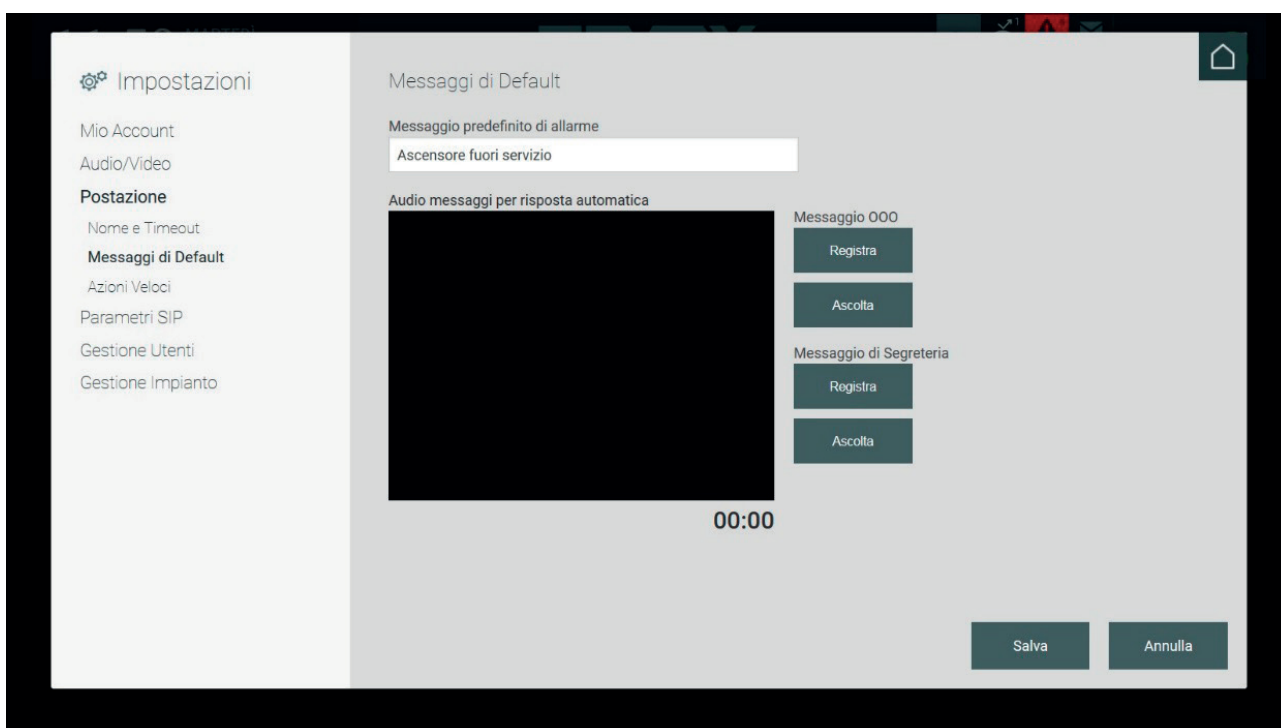 Impostazioni
Mio Account
Audio/Video
Postazione
Nome e Timeout
Messaggi di Default
Azioni Veloci
Parametri SIP
Gestione Utenti
Gestione Impianto
Messaggi di Default
Messaggio predefinito di allarme
Ascensore fuori servizio
Audio messaggi per risposta automatica
00:00
Messaggio OOO
Registra
Ascolta
Messaggio di Segreteria
Registra
Ascolta
Salva
Annulla